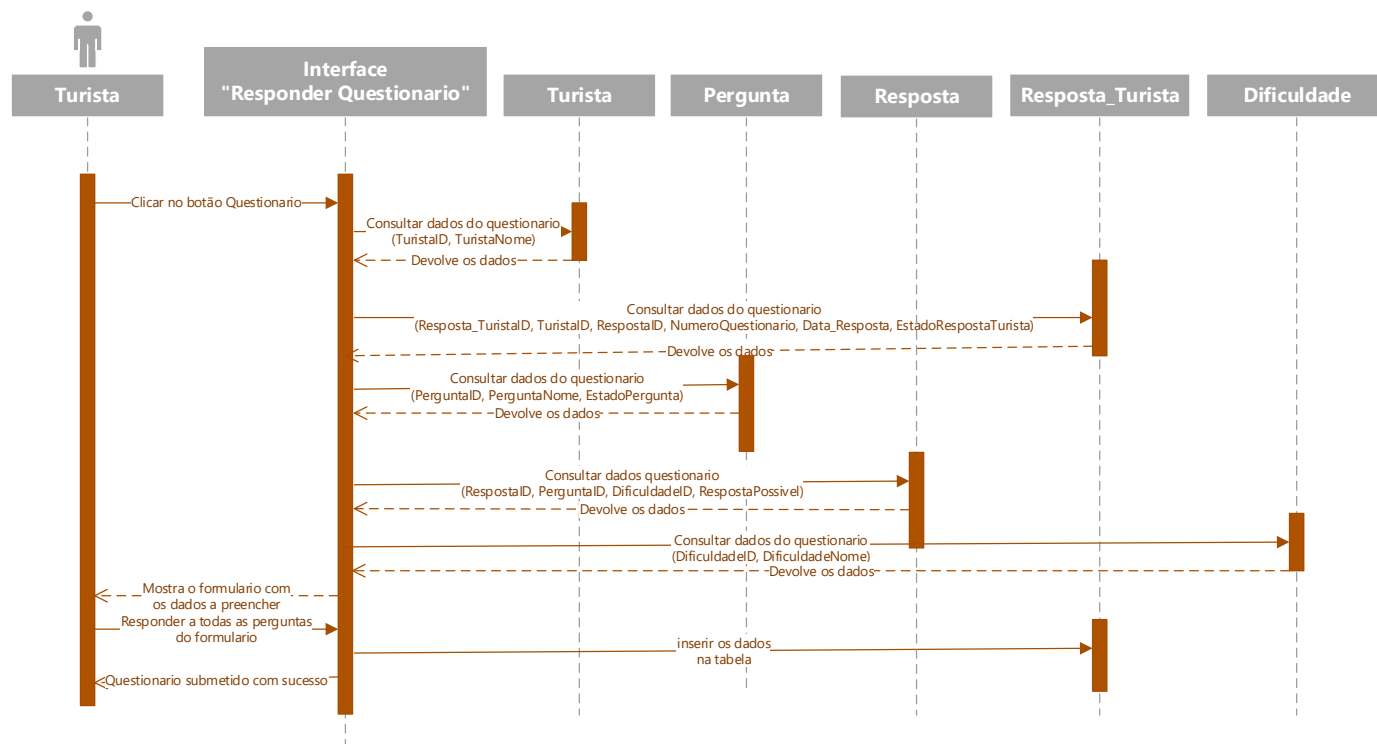 Turista
Interface
"Responder Questionario"
Turista
Pergunta
Resposta
Resposta_Turista
Dificuldade
Clicar no botão Questionario
Consultar dados do questionario
(TuristaID, TuristaNome)
Devolve os dados
Consultar dados do questionario
(Resposta_TuristaID, TuristaID, RespostaID, NumeroQuestionario, Data_Resposta, EstadoRespostaTurista)
Devolve os dados
Consultar dados do questionario
(PerguntaID, PerguntaNome, EstadoPergunta)
Devolve os dados
Consultar dados questionario
(RespostaID, PerguntaID, DificuldadeID, RespostaPossivel)
Devolve os dados
Consultar dados do questionario
(DificuldadeID, DificuldadeNome)
Devolve os dados
Mostra o formulario com
os dados a preencher
Responder a todas as perguntas
do formulario
inserir os dados
na tabela
Questionario submetido com sucesso